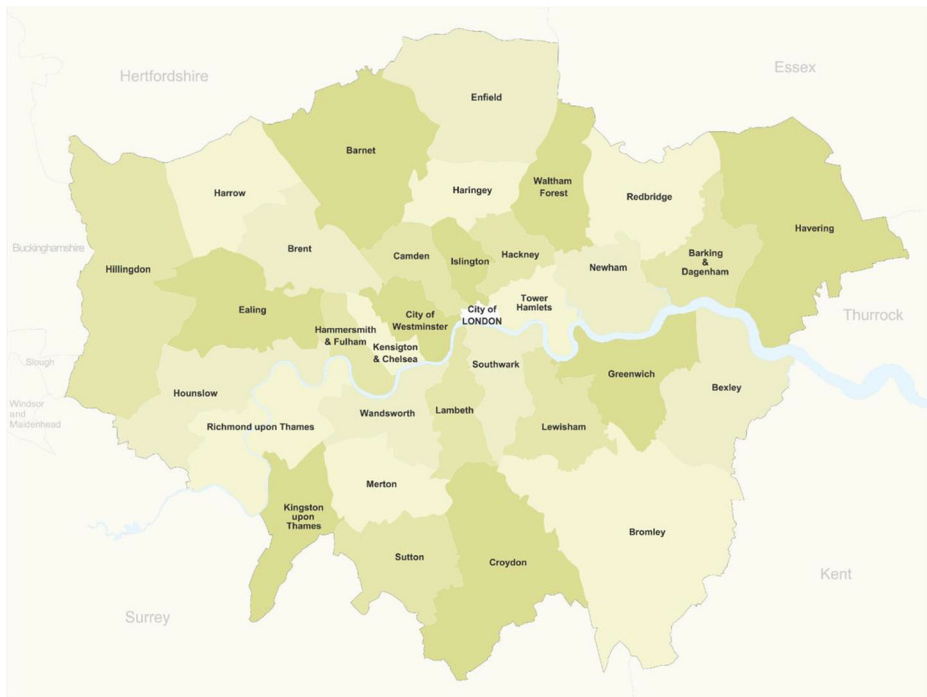 Hertfordshire
Essex
Enfield
Barnet
Harrow
Haringey
Waltham
Forest
Redbridge
Havering
Buckinghamshire
Hillingdon
Brent
Camden
Islington
Hackney
Newham
Barking
&
Dagenham
Ealing
Hammersmith
& Fulham
Kensigton
& Chelsea
City of
Westminster
City of
LONDON
Tower
Hamlets
Thurrock
Slough
Windsor
and
Maidenhead
Hounslow
Richmond upon Thames
Wandsworth
Lambeth
Southwark
Lewisham
Greenwich
Bexley
Kingston
upon
Thames
Merton
Sutton
Croydon
Bromley
Surrey
Kent